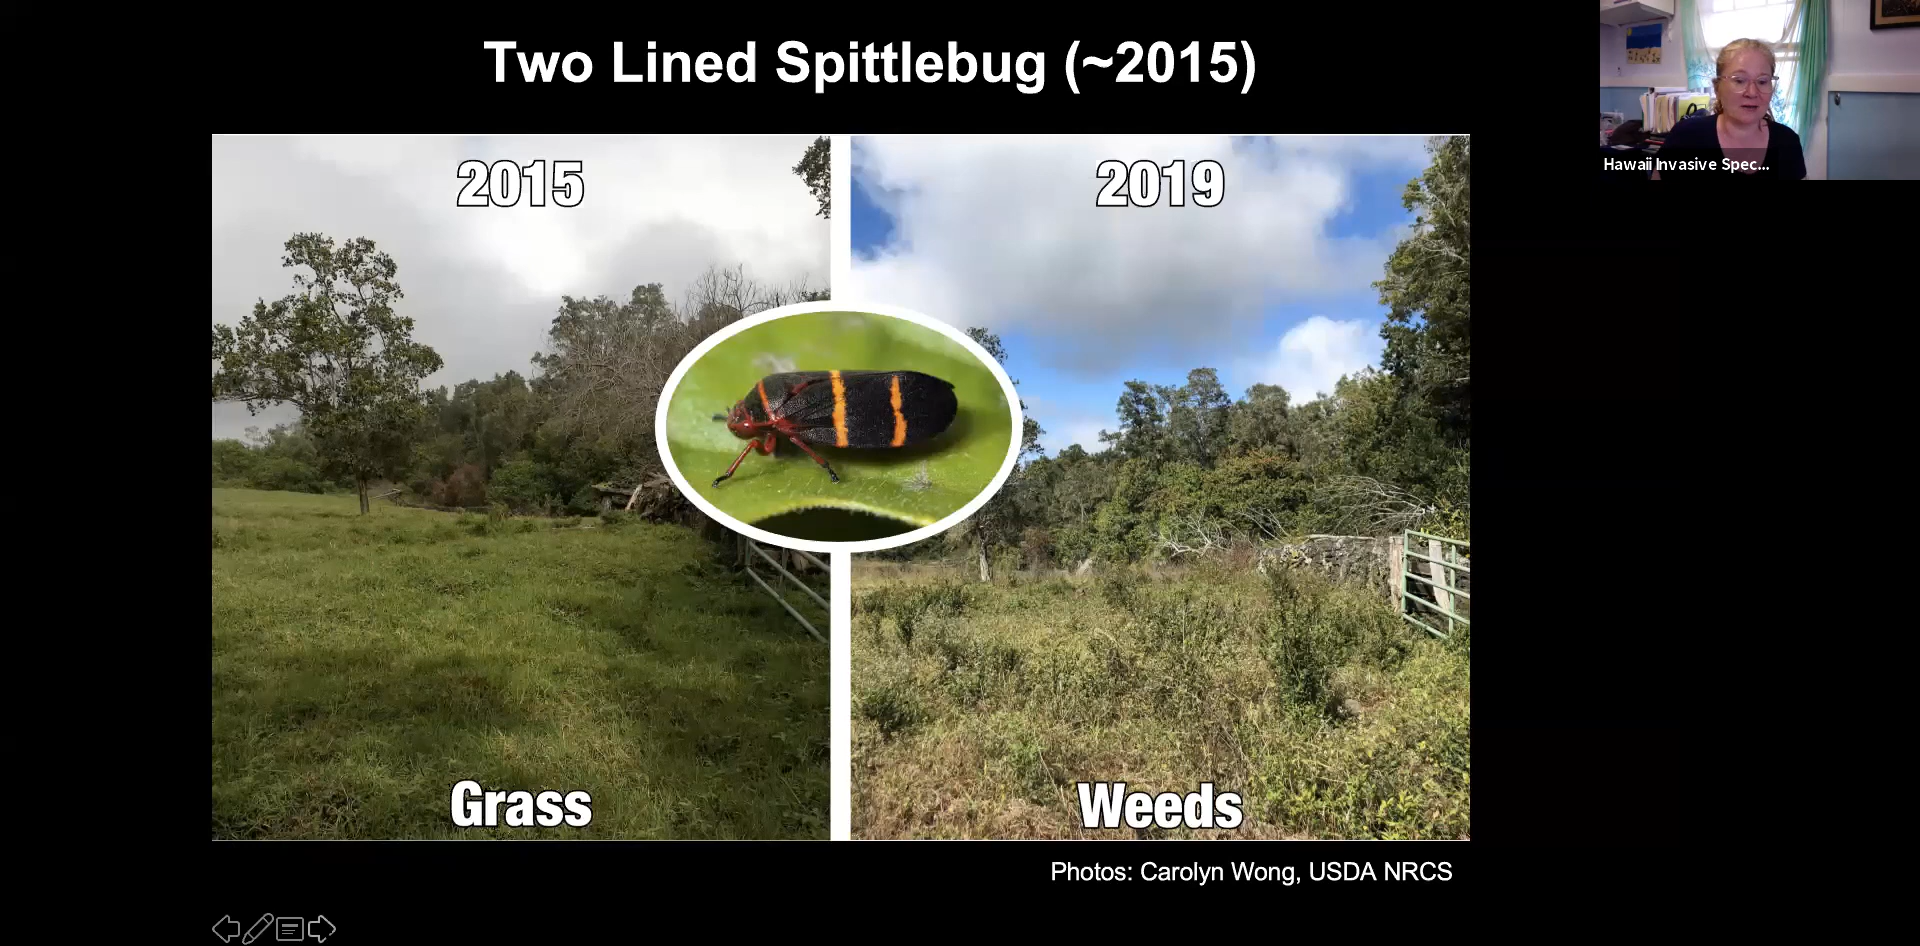 Two Lined Spittlebug (~2015)
Hawaii Invasive Spec...
2015
2019
Grass
Weeds
Photos: Carolyn Wong, USDA NRCS